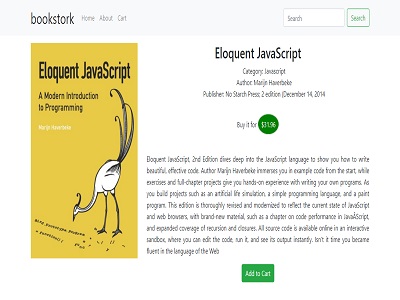 bookstork Home About Cart Search Search
Eloquent JavaScript
A Modern Introduction
to Programming
Marijn Haverbeke
Eloquent JavaScript
Category: Javascript
Author: Marijn Haverbeke
Publisher: No Starch Press; 2 edition (December 14, 2014
Buy it for $31.96
Eloquent JavaScript, 2nd Edition dives deep into the JavaScript language to show you how to write
beautiful, effective code. Author Marijn Haverbeke immerses you in example code from the start, while
exercises and full-chapter projects give you hands-on experience with writing your own programs. As
you build projects such as an artificial life simulation, a simple programming language, and a paint
program. This edition is thoroughly revised and modernized to reflect the current state of JavaScript
and web browsers, with brand-new material, such as a chapter on code performance in JavaScript,
and expanded coverage of recursion and closures. All source code is available online in an interactive
sandbox, where you can edit the code, run it, and see its output instantly. Isn't it time you became
fluent in the language of the Web
Add to Cart